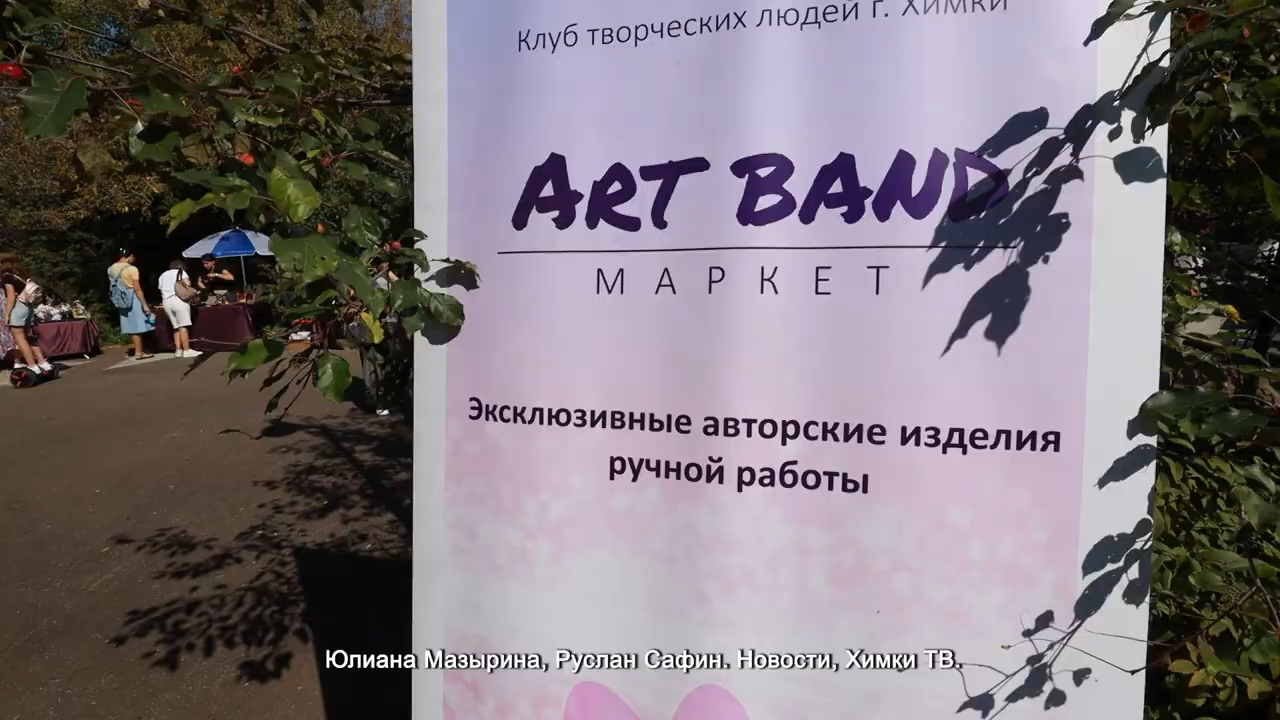 Клуб творческих людей г. Химки
ART BAND
МАРКЕТ
Эксклюзивные авторские изделия
ручной работы
Юлиана Мазырина, Руслан Сафин. Новости, Химки ТВ.